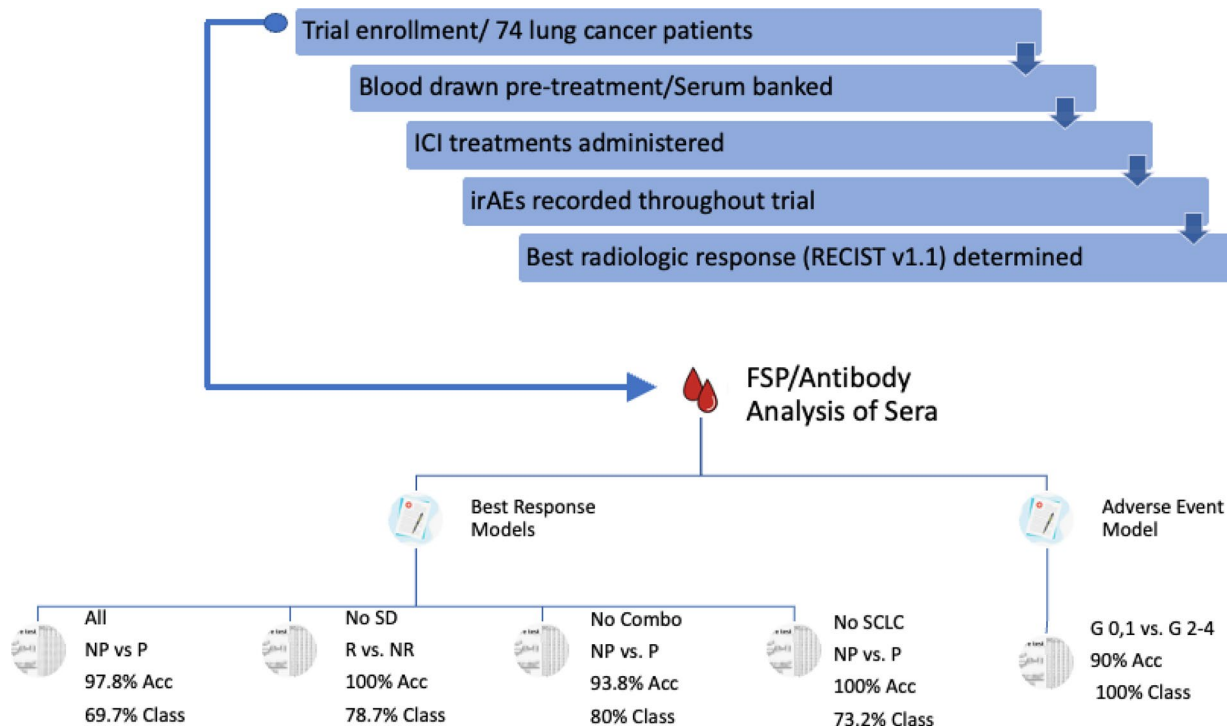 Trial enrollment/ 74 lung cancer patients
Blood drawn pre-treatment/Serum banked
ICI treatments administered
irAEs recorded throughout trial
Best radiologic response (RECIST v1.1) determined
FSP/Antibody
Analysis of Sera
Best Response
Models
Adverse Event
Model
All
NP vs P
97.8% Acc
69.7% Class
No SD
R vs. NR
100% Acc
78.7% Class
No Combo
NP vs. P
93.8% Acc
80% Class
No SCLC
NP vs. P
100% Acc
73.2% Class
G 0,1 vs. G 2-4
90% Acc
100% Class